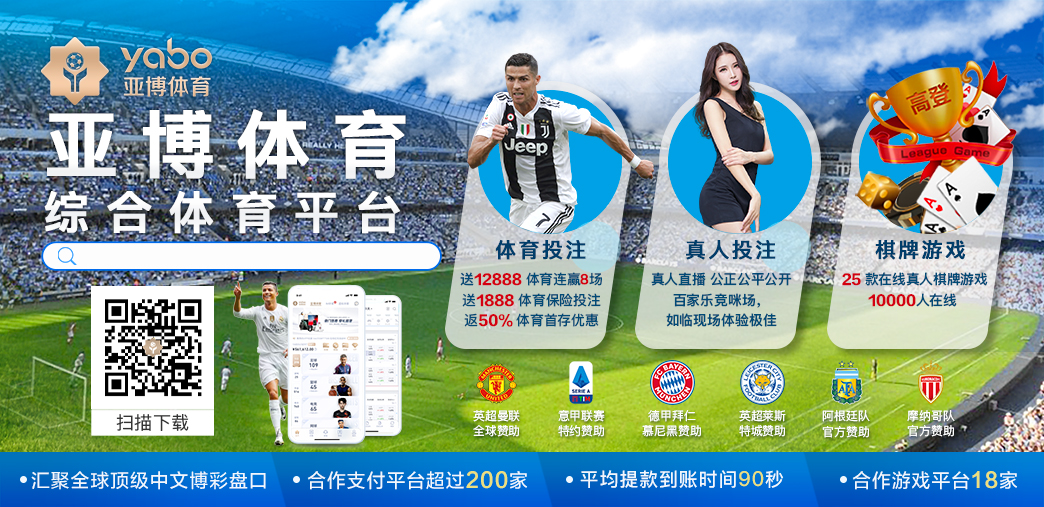 yabo
亚博体育
亚博体育
综合体育平台
扫描下载
Jeep
7
体育投注
送12888 体育连赢8场
送1888 体育保险投注
返50% 体育首存优惠
真人投注
真人直播 公正公平公开
百家乐竞咪场，
如临现场体验极佳
高登
League Game
A
A
A
棋牌游戏
25 款在线真人棋牌游戏
10000人在线
MANCHESTER
UNITED
英超曼联
全球赞助
SERIE A
意甲联赛
特约赞助
FC BAYERN
MÜNCHEN
德甲拜仁
慕尼黑赞助
LEICESTER CITY
FOOTBALL CLUB
英超莱斯
特城赞助
AFA
阿根廷队
官方赞助
摩纳哥队
官方赞助
•汇聚全球顶级中文博彩盘口
•合作支付平台超过200家
•平均提款到账时间90秒
•合作游戏平台18家